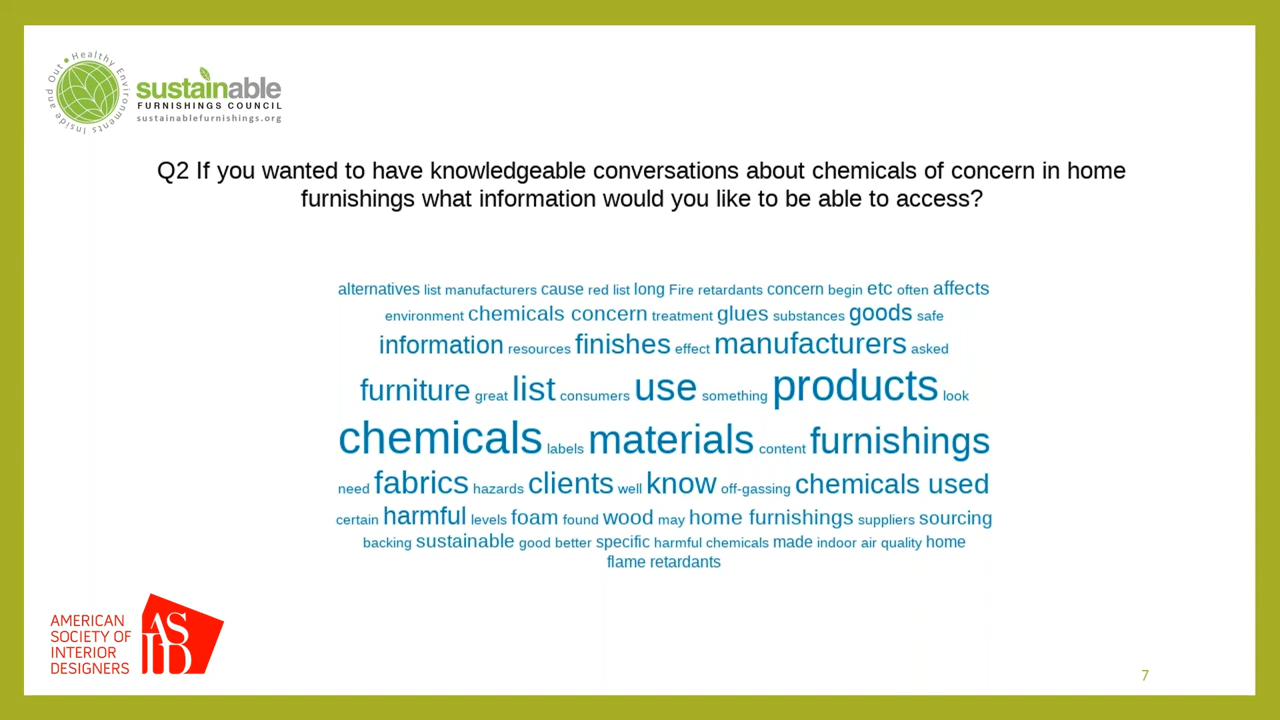 Healthy Environments Inside and Out
sustainable
FURNISHINGS COUNCIL
sustainablefurnishings.org
Q2 If you wanted to have knowledgeable conversations about chemicals of concern in home
furnishings what information would you like to be able to access?
alternatives list manufacturers cause red list long Fire retardants concern begin etc often affects
environment chemicals concern treatment glues substances goods safe
information resources finishes effect manufacturers asked
furniture great list consumers use something products look
chemicals labels materials content furnishings
need fabrics hazards clients well know off-gassing chemicals used
certain harmful levels foam found wood may home furnishings suppliers sourcing
backing sustainable good better specific harmful chemicals made indoor air quality home
flame retardants
AMERICAN
SOCIETY OF
INTERIOR
DESIGNERS
ASID
7